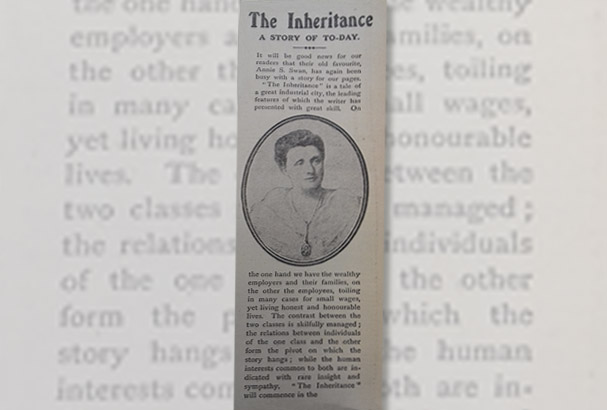 The Inheritance
A STORY OF TO-DAY.
It will be good news for our
readers that their old favourite,
Annie S. Swan, has again been
busy with a story for our pages.
"The Inheritance" is a tale of
a great industrial city, the leading
features of which the writer has
presented with great skill. On
the one hand we have the wealthy
employers and their families, on
the other the employees, toiling
in many cases for small wages,
yet living honest and honourable
lives. The contrast between the
two classes is skilfully managed;
the relations between individuals
of the one class and the other
form the pivot on which the
story hangs; while the human
interests common to both are in-
dicated with rare insight and
sympathy. "The Inheritance"
will commence in the